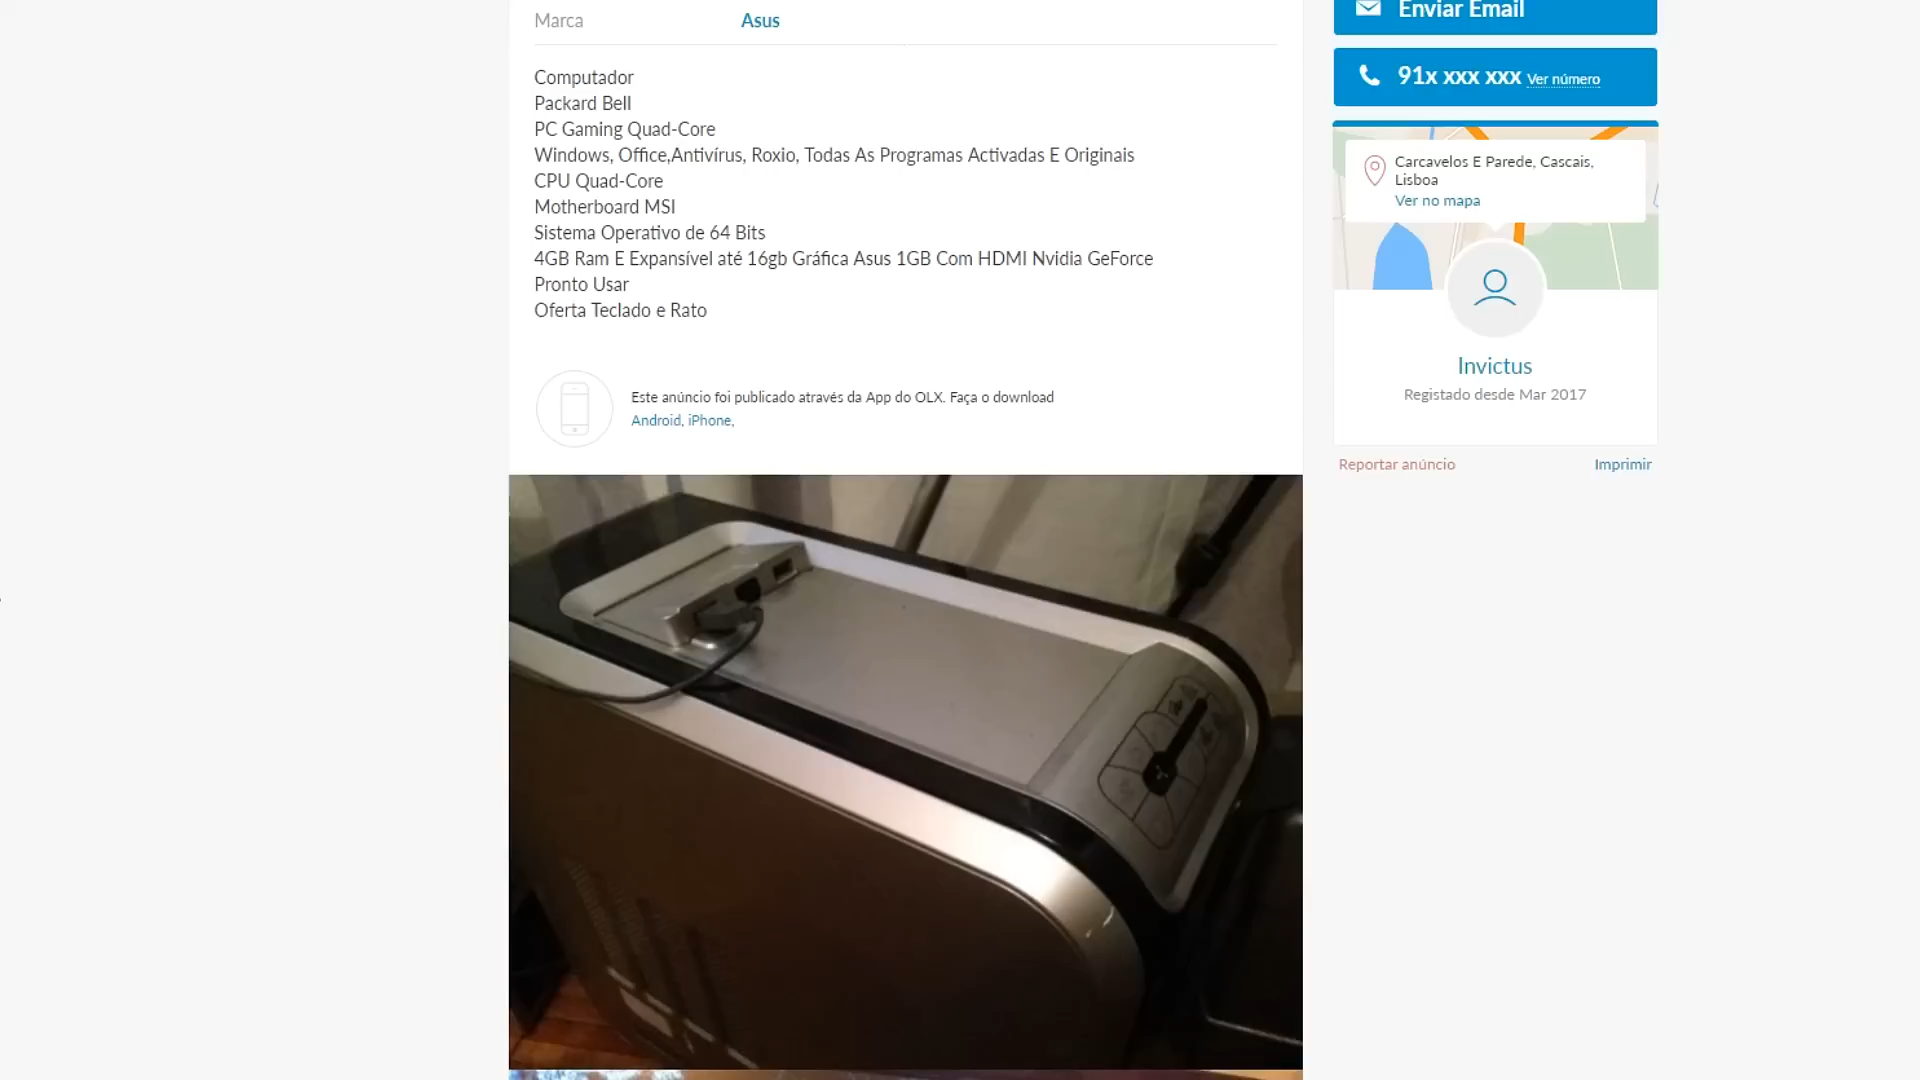 Marca Asus
Computador
Packard Bell
PC Gaming Quad-Core
Windows, Office,Antivírus, Roxio, Todas As Programas Activadas E Originais
CPU Quad-Core
Motherboard MSI
Sistema Operativo de 64 Bits
4GB Ram E Expansível até 16gb Gráfica Asus 1GB Com HDMI Nvidia GeForce
Pronto Usar
Oferta Teclado e Rato
Este anúncio foi publicado através da App do OLX. Faça o download
Android, iPhone,
Enviar Email
91x xxx xxx Ver número
Carcavelos E Parede, Cascais,
Lisboa
Ver no mapa
Invictus
Registado desde Mar 2017
Reportar anúncio Imprimir